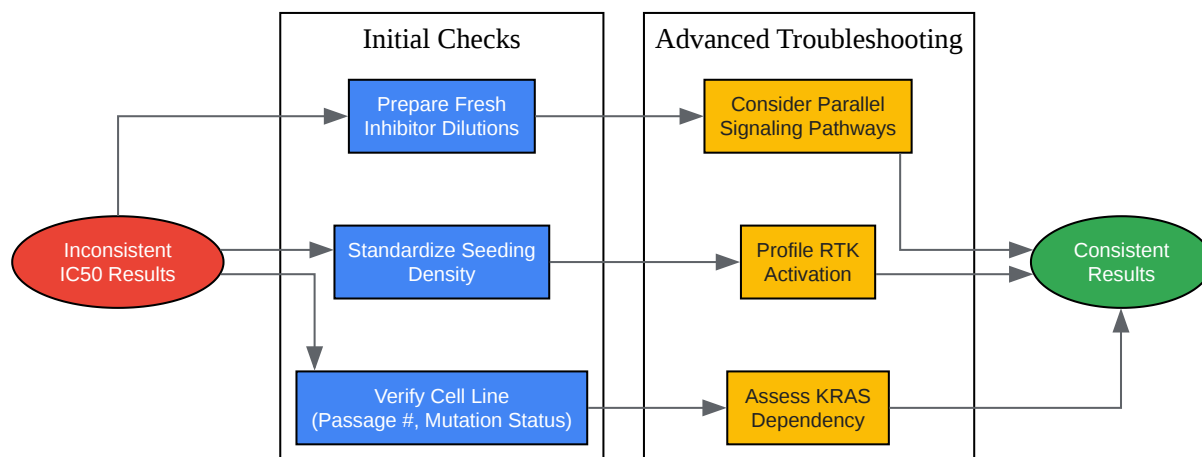 Initial Checks
Advanced Troubleshooting
Prepare Fresh
Inhibitor Dilutions
Consider Parallel
Signaling Pathways
Inconsistent
IC50 Results
Standardize Seeding
Density
Profile RTK
Activation
Consistent
Results
Verify Cell Line
(Passage #, Mutation Status)
Assess KRAS
Dependency